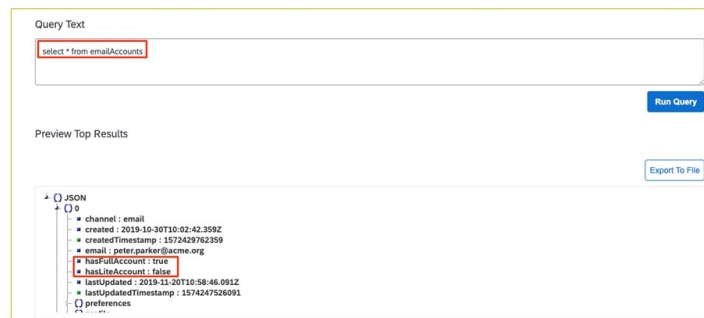 Query Text
select * from emailAccounts
Run Query
Preview Top Results
Export To File
{} JSON
{} 0
channel : email
created : 2019-10-30T10:02:42.359Z
createdTimestamp : 1572429762359
email : peter.parker@acme.org
hasFullAccount : true
hasLiteAccount : false
lastUpdated : 2019-11-20T10:58:46.091Z
lastUpdatedTimestamp : 1574247526091
{} preferences